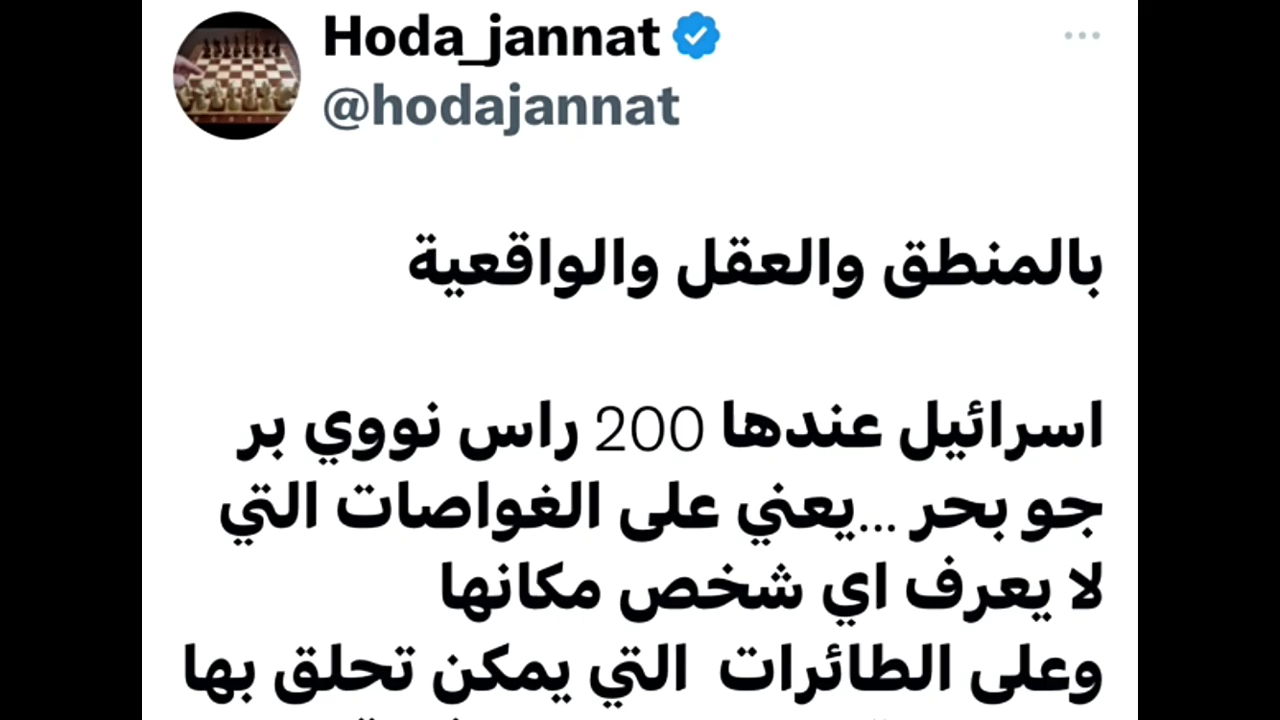 Hoda_jannat
@hodajannat
بالمنطق والعقل والواقعية
اسرائيل عندها 200 راس نووي بر
جو بحر ...يعني على الغواصات التي
لا يعرف اي شخص مكانها
وعلى الطائرات التي يمكن تحلق بها